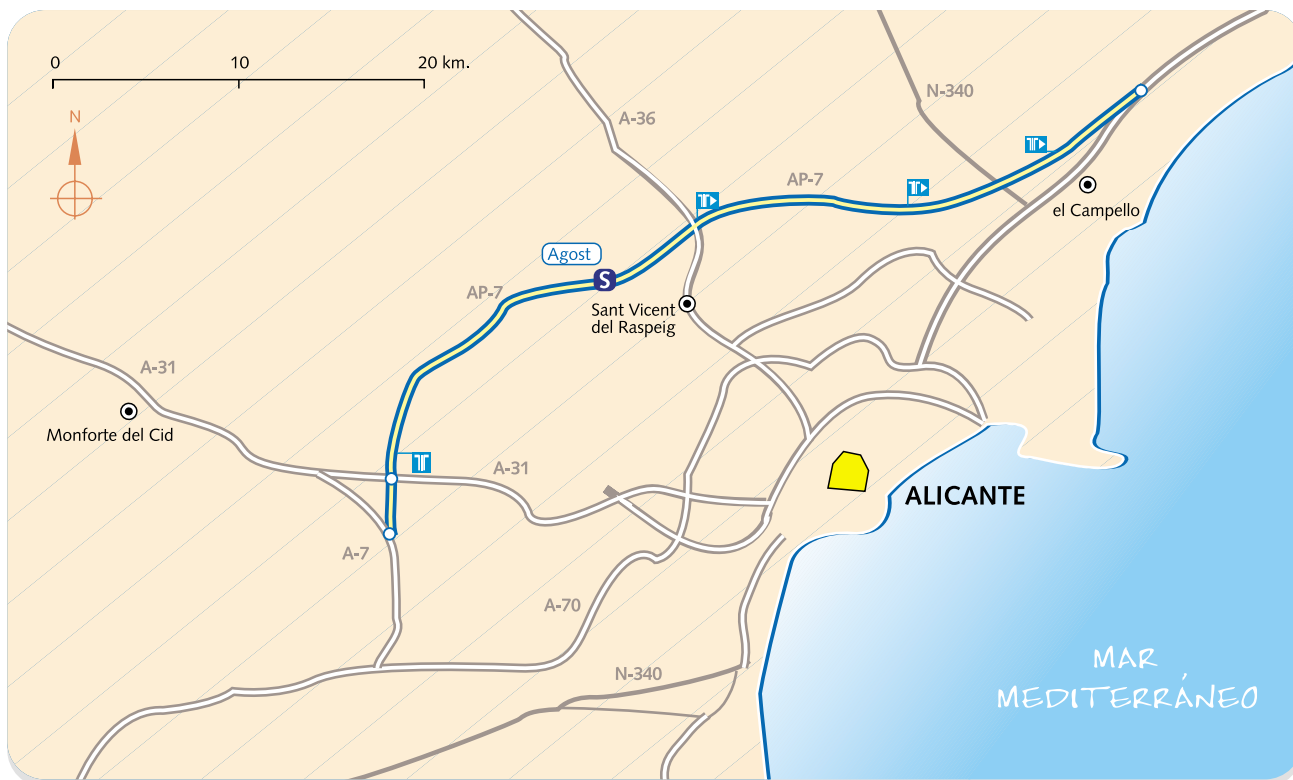 0 10 20 km.
N
A-36
N-340
AP-7
el Campello
Agost
S
AP-7
Sant Vicent
del Raspeig
A-31
Monforte del Cid
A-31
ALICANTE
A-7
A-70
N-340
MAR
MEDITERRÁNEO